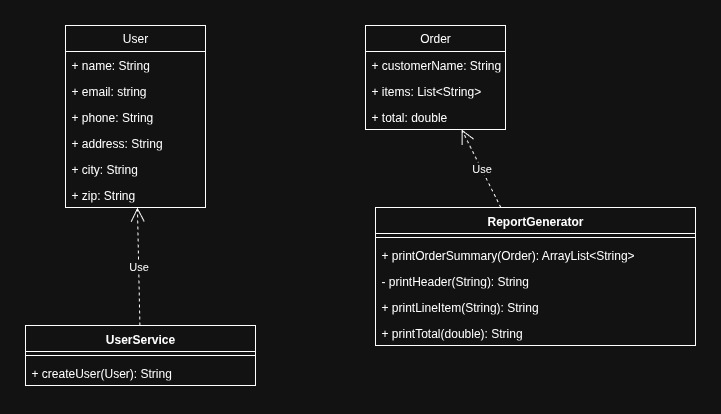 User
+ name: String
+ email: string
+ phone: String
+ address: String
+ city: String
+ zip: String
Use
UserService
+ createUser(User): String
Order
+ customerName: String
+ items: List<String>
+ total: double
Use
ReportGenerator
+ printOrderSummary(Order): ArrayList<String>
- printHeader(String): String
+ printLineItem(String): String
+ printTotal(double): String